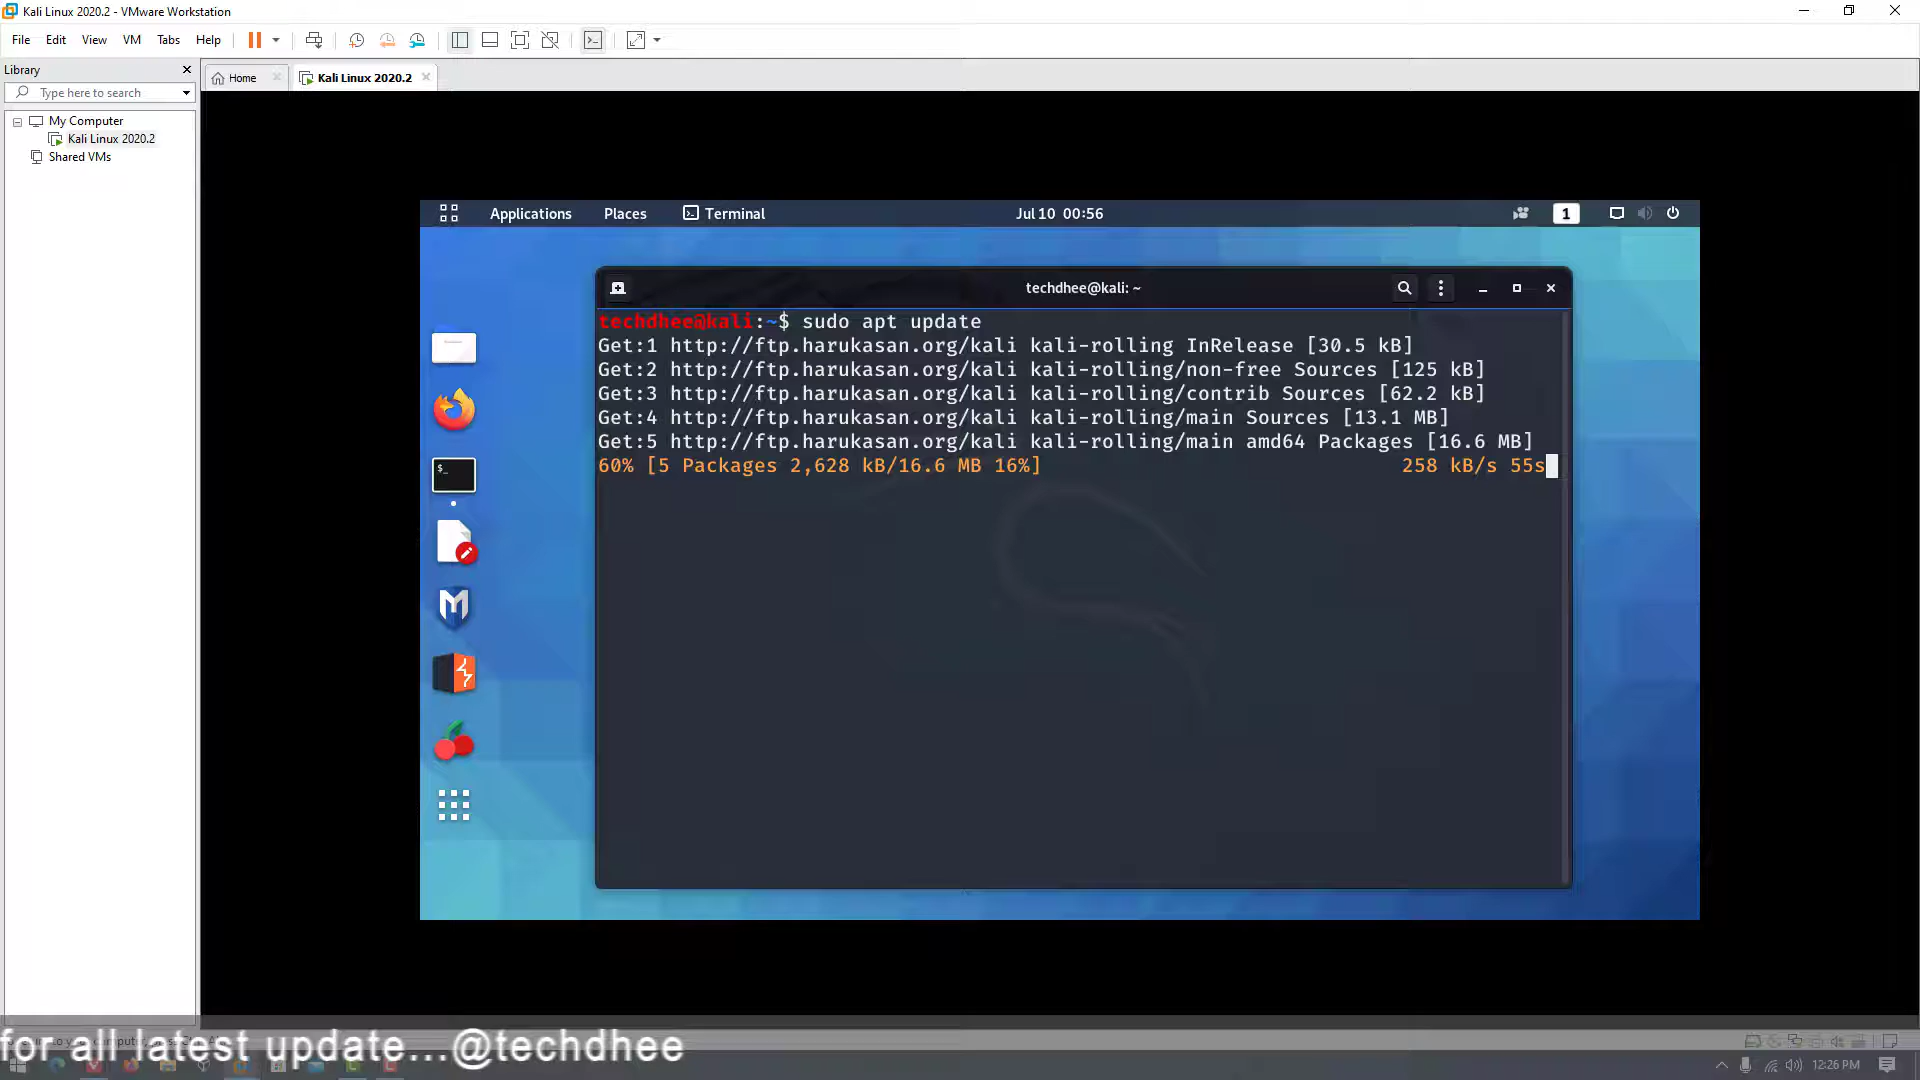 Kali Linux 2020.2 - VMware Workstation
File Edit View VM Tabs Help
Library
Type here to search
My Computer
Kali Linux 2020.2
Shared VMs
Home
Kali Linux 2020.2
Applications Places Terminal Jul 10 00:56 1
techdhee@kali: ~
techdhee@kali:~$ sudo apt update
Get:1 http://ftp.harukasan.org/kali kali-rolling InRelease [30.5 kB]
Get:2 http://ftp.harukasan.org/kali kali-rolling/non-free Sources [125 kB]
Get:3 http://ftp.harukasan.org/kali kali-rolling/contrib Sources [62.2 kB]
Get:4 http://ftp.harukasan.org/kali kali-rolling/main Sources [13.1 MB]
Get:5 http://ftp.harukasan.org/kali kali-rolling/main amd64 Packages [16.6 MB]
60% [5 Packages 2,628 kB/16.6 MB 16%] 258 kB/s 55s
for all latest update...@techdhee
12:26 PM